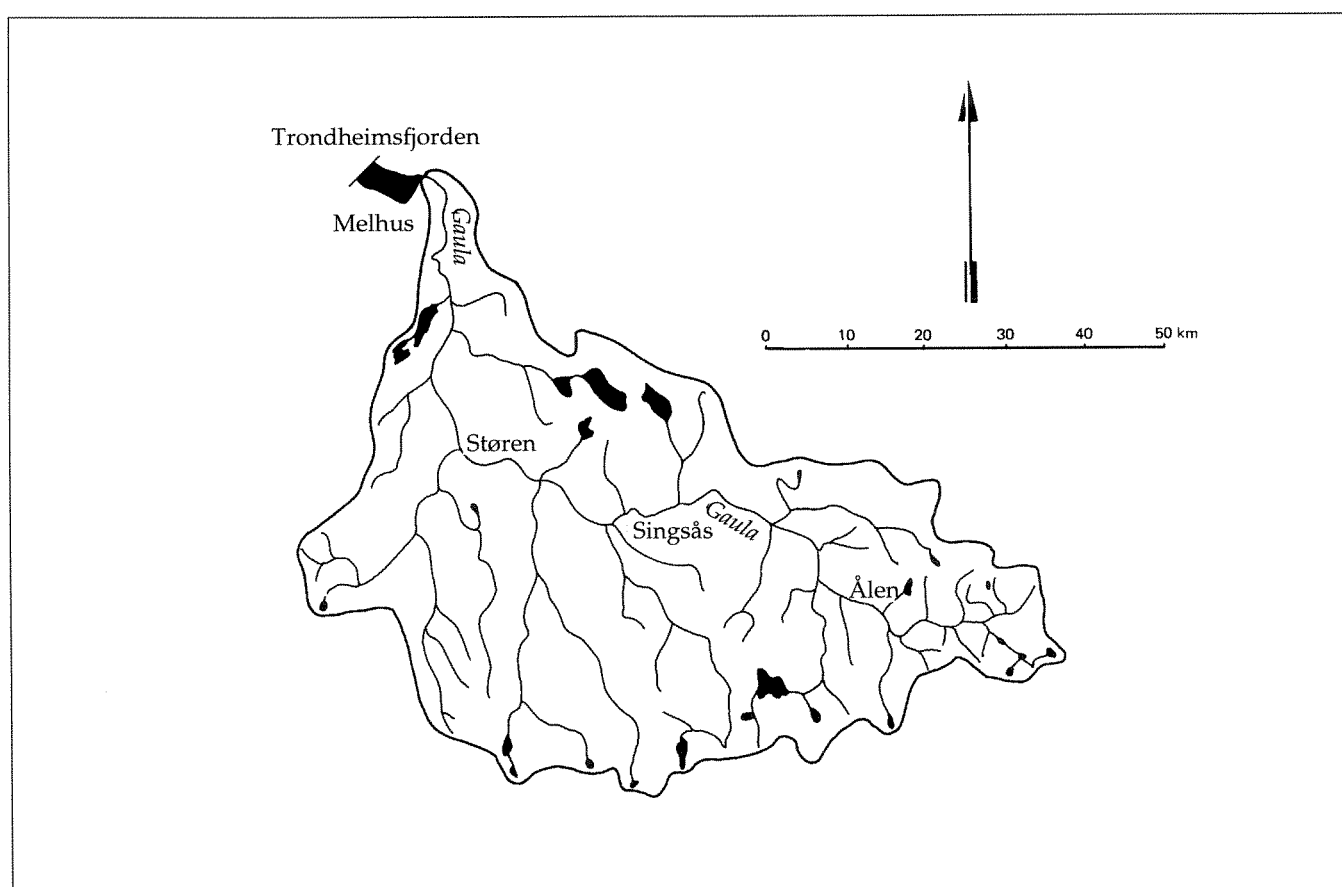 Trondheimsfjorden
Melhus
Gaula
0 10 20 30 40 50 km
Støren
Singsås
Gaula
Ålen